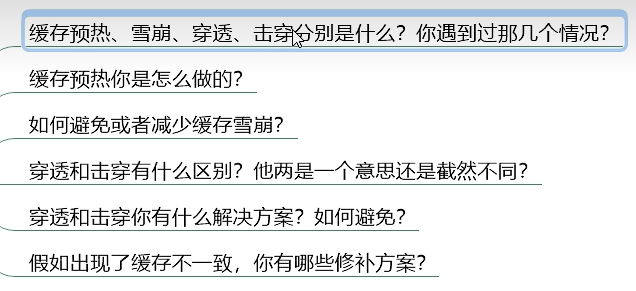 缓存预热、雪崩、穿透、击穿分别是什么？你遇到过那几个情况？
缓存预热你是怎么做的？
如何避免或者减少缓存雪崩？
穿透和击穿有什么区别？他两是一个意思还是截然不同？
穿透和击穿你有什么解决方案？如何避免？
假如出现了缓存不一致，你有哪些修补方案？